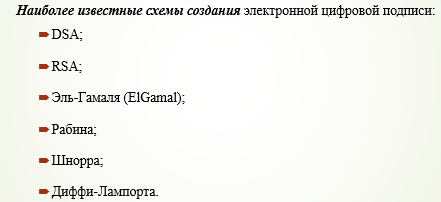 Наиболее известные схемы создания электронной цифровой подписи:
DSA;
RSA;
Эль-Гамаля (ElGamal);
Рабина;
Шнорра;
Диффи-Лампорта.